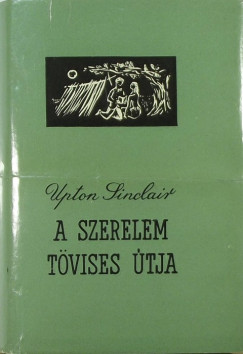 Upton Sinclair
A SZERELEM
TÖVISES ÚTJA